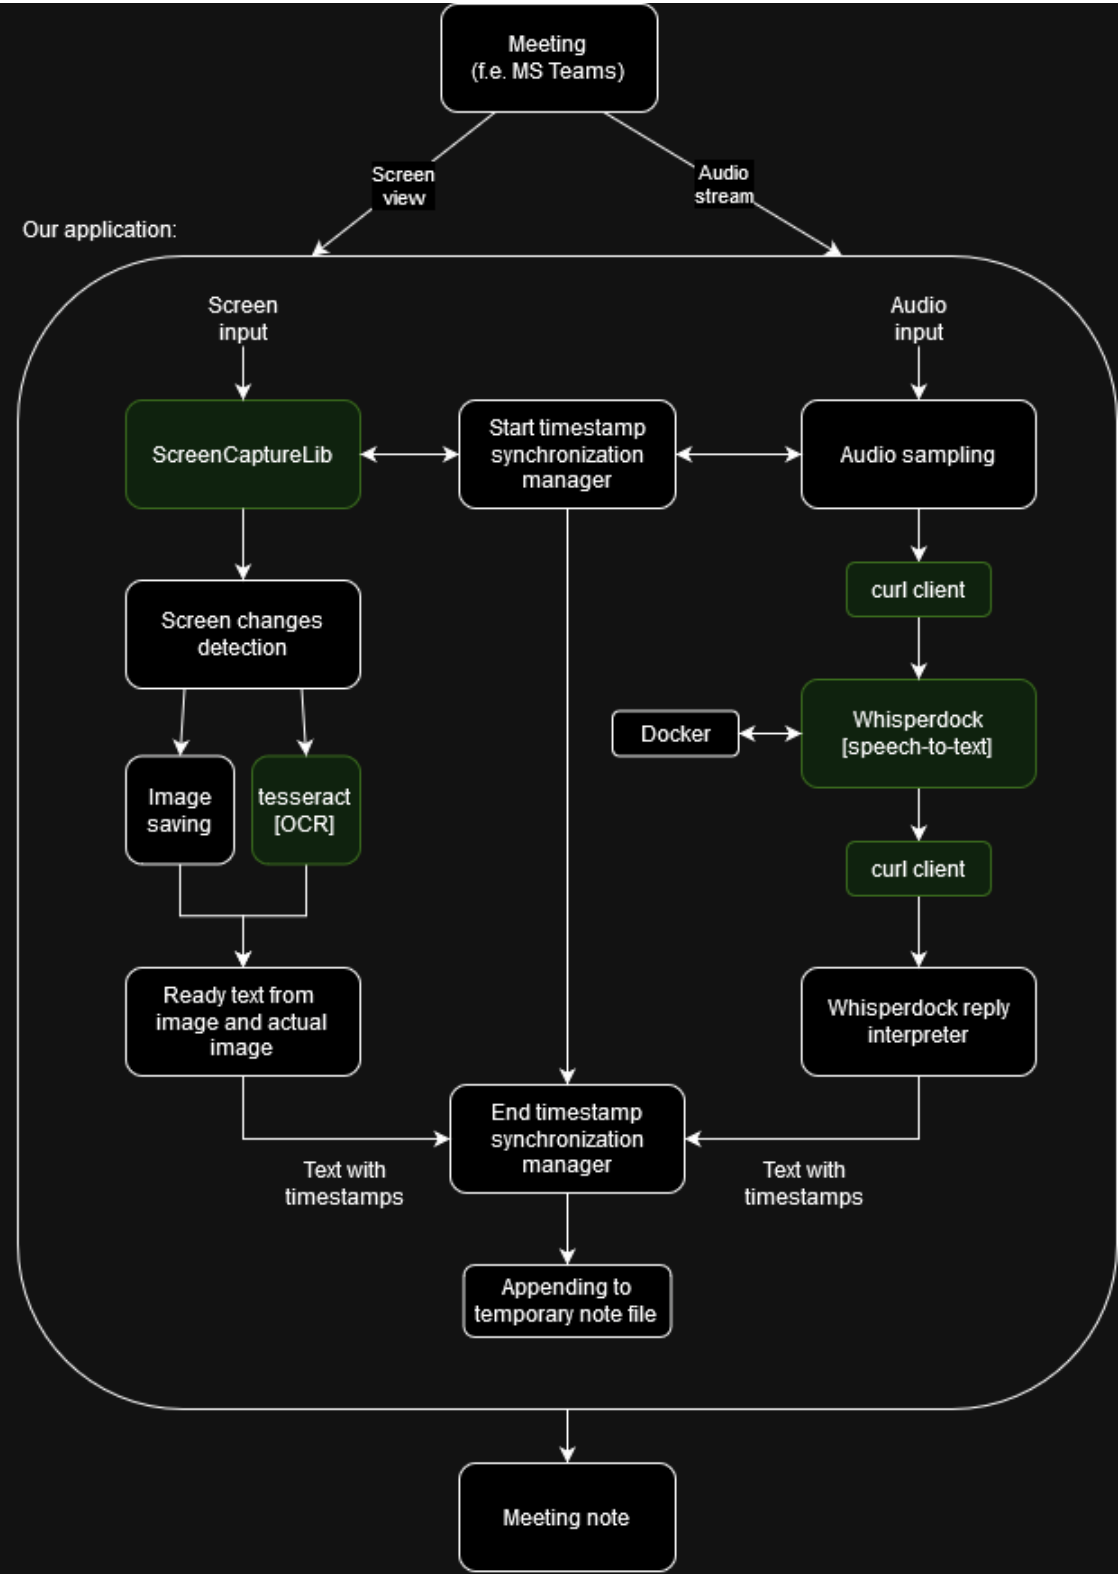 Meeting
(f.e. MS Teams)
Screen
view
Audio
stream
Our application:
Screen
input
Audio
input
ScreenCaptureLib
Start timestamp
synchronization
manager
Audio sampling
curl client
Screen changes
detection
Docker
Whisperdock
[speech-to-text]
Image
saving
tesseract
[OCR]
curl client
Ready text from
image and actual
image
Whisperdock reply
interpreter
End timestamp
synchronization
manager
Text with
timestamps
Text with
timestamps
Appending to
temporary note file
Meeting note